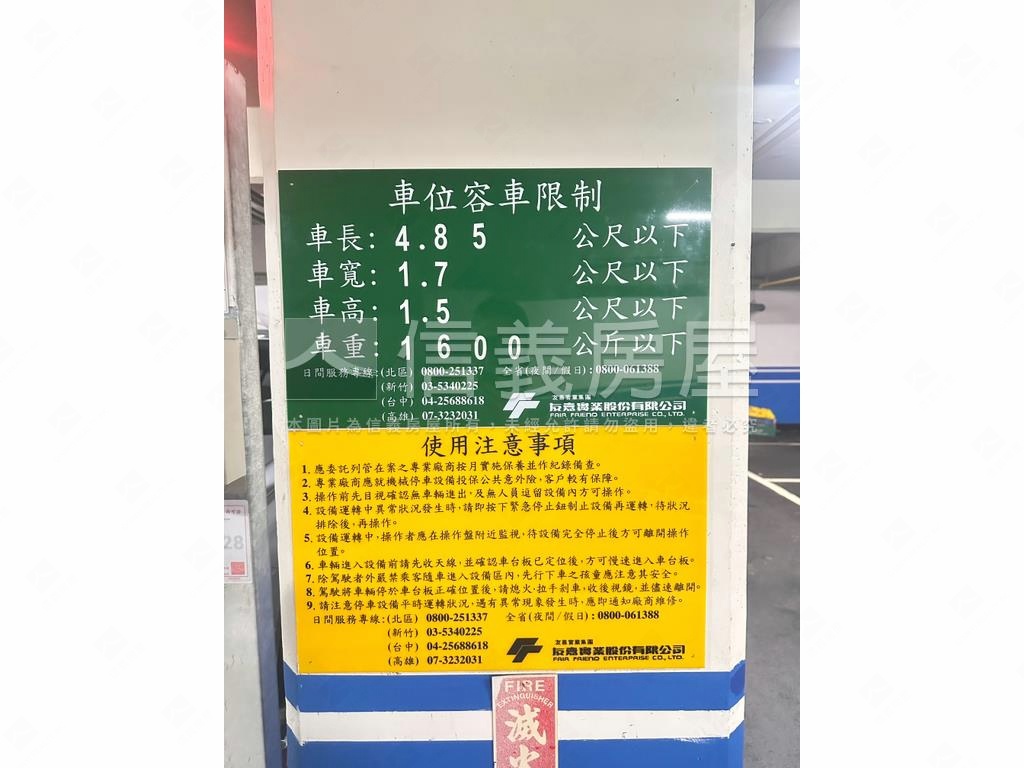 車位容車限制
車長: 4.85 公尺以下
車寬: 1.7 公尺以下
車高: 1.5 公尺以下
車重: 1600 公斤以下
日間服務專線:(北區) 0800-251337 全省(夜間/假日):0800-061388
(新竹) 03-5340225
(台中) 04-25688618
(高雄) 07-3232031
友嘉實業集團
友嘉實業股份有限公司
FAIR FRIEND ENTERPRISE CO., LTD.
信義房屋
本圖片為信義房屋所有,未經允許請勿盜用,違者必究
使用注意事項
1. 應委託列管在案之專業廠商按月實施保養並作紀錄備查。
2. 專業廠商應就機械停車設備投保公共意外險,客戶較有保障。
3. 操作前先目視確認無車輛進出,及無人員逗留設備內方可操作。
4. 設備運轉中異常狀況發生時,請即按下緊急停止鈕制止設備再運轉,待狀況
排除後,再操作。
5. 設備運轉中,操作者應在操作盤附近監視,待設備完全停止後方可離開操作
位置。
6. 車輛進入設備前請先收天線,並確認車台板已定位後,方可慢速進入車台板。
7. 除駕駛者外嚴禁乘客隨車進入設備區內,先行下車之孩童應注意其安全。
8. 駕駛將車輛停於車台板正確位置後,請熄火,拉手剎車,收後視鏡,並儘速離開。
9. 請注意停車設備平時運轉狀況,遇有異常現象發生時,應即通知廠商維修。
日間服務專線:(北區) 0800-251337 全省(夜間/假日):0800-061388
(新竹) 03-5340225
(台中) 04-25688618
(高雄) 07-3232031
友嘉實業集團
友嘉實業股份有限公司
FAIR FRIEND ENTERPRISE CO., LTD.
28
FIRE
EXTINGUISHER
滅火